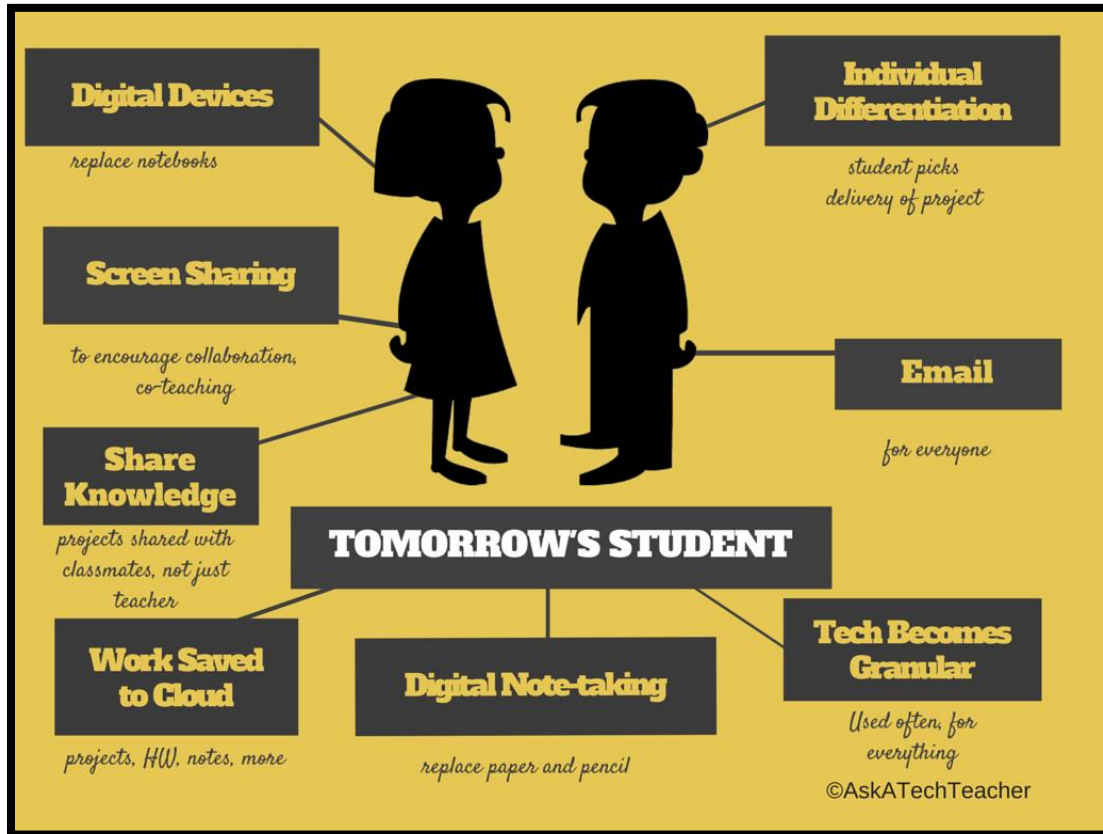 Digital Devices
replace notebooks
Individual
Differentiation
student picks
delivery of project
Screen Sharing
to encourage collaboration,
co-teaching
Email
for everyone
Share
Knowledge
projects shared with
classmates, not just
teacher
TOMORROW'S STUDENT
Work Saved
to Cloud
projects, HW, notes, more
Digital Note-taking
replace paper and pencil
Tech Becomes
Granular
Used often, for
everything
©AskATechTeacher